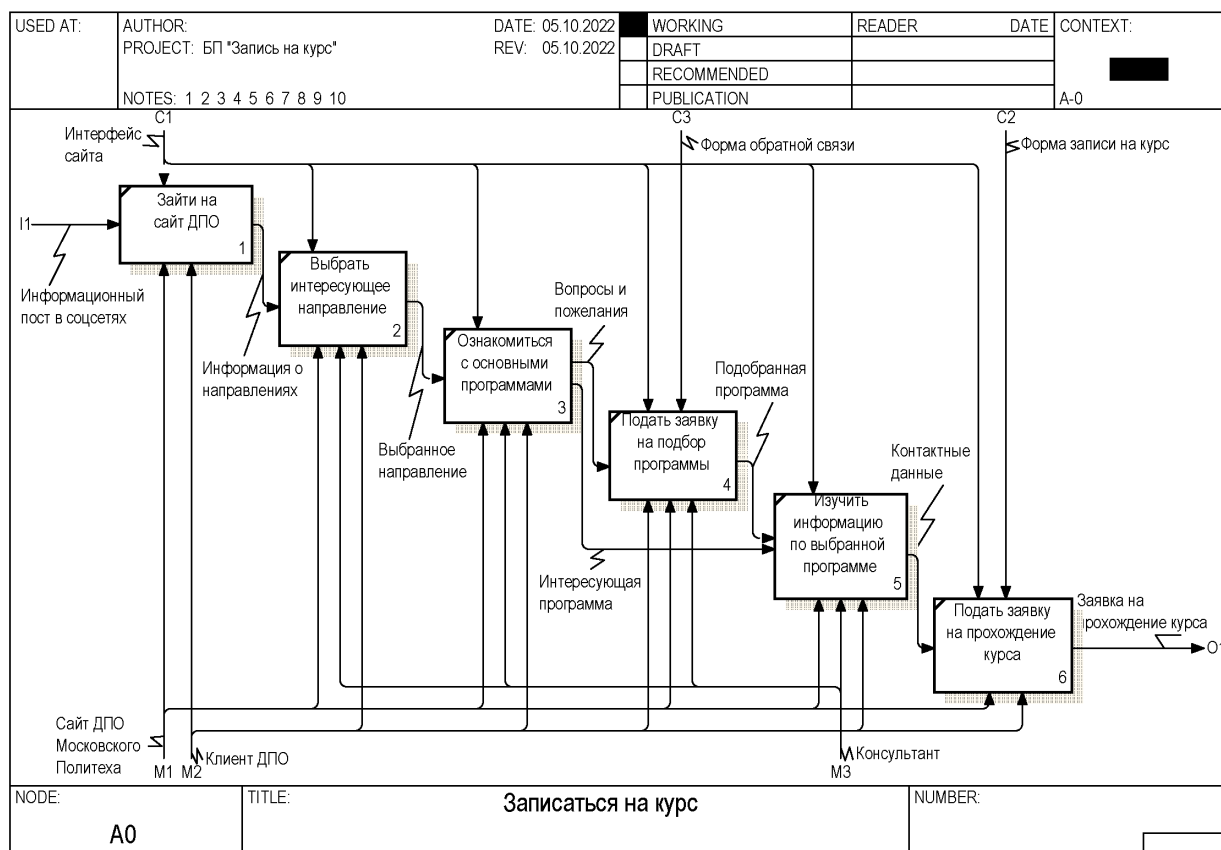 USED AT:
AUTHOR:
DATE: 05.10.2022
PROJECT: БП "Запись на курс"
REV: 05.10.2022
NOTES: 1 2 3 4 5 6 7 8 9 10
WORKING
DRAFT
RECOMMENDED
PUBLICATION
READER
DATE
CONTEXT:
A-0
C1
C3
C2
Интерфейс
сайта
Форма обратной связи
Форма записи на курс
Зайти на
сайт ДПО
1
I1
Информационный
пост в соцсетях
Выбрать
интересующее
направление
2
Информация о
направлениях
Вопросы и
пожелания
Ознакомиться
с основными
программами
3
Выбранное
направление
Подобранная
программа
Подать заявку
на подбор
программы
4
Контактные
данные
Изучить
информацию
по выбранной
программе
5
Интересующая
программа
Подать заявку
на прохождение
курса
6
Заявка на
рохождение курса
O1
Сайт ДПО
Московского
Политеха
Клиент ДПО
Консультант
M1
M2
M3
NODE:
A0
TITLE:
Записаться на курс
NUMBER: